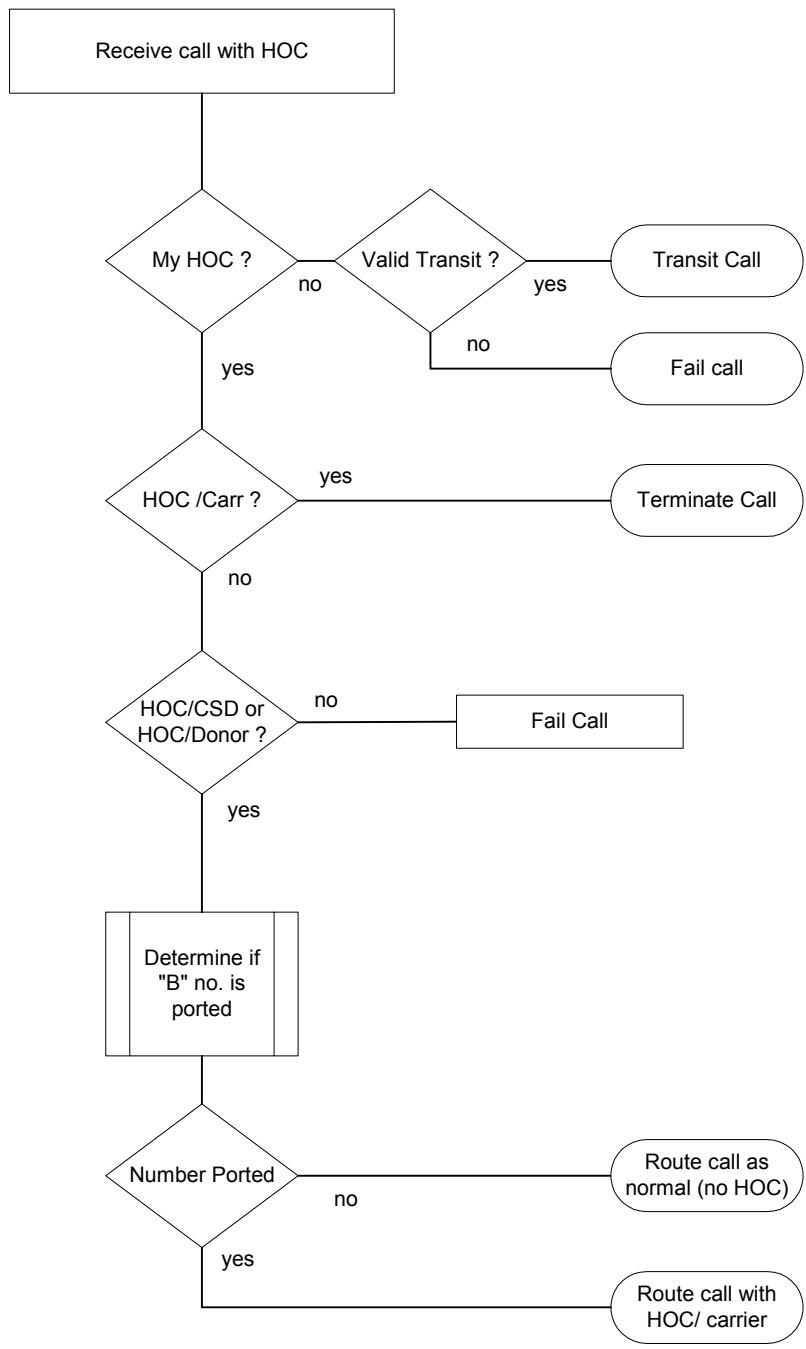 Receive call with HOC
My HOC ?
no
Valid Transit ?
yes
Transit Call
no
Fail call
yes
HOC /Carr ?
yes
Terminate Call
no
HOC/CSD or
HOC/Donor ?
no
Fail Call
yes
Determine if
"B" no. is
ported
Number Ported
no
Route call as
normal (no HOC)
yes
Route call with
HOC/ carrier